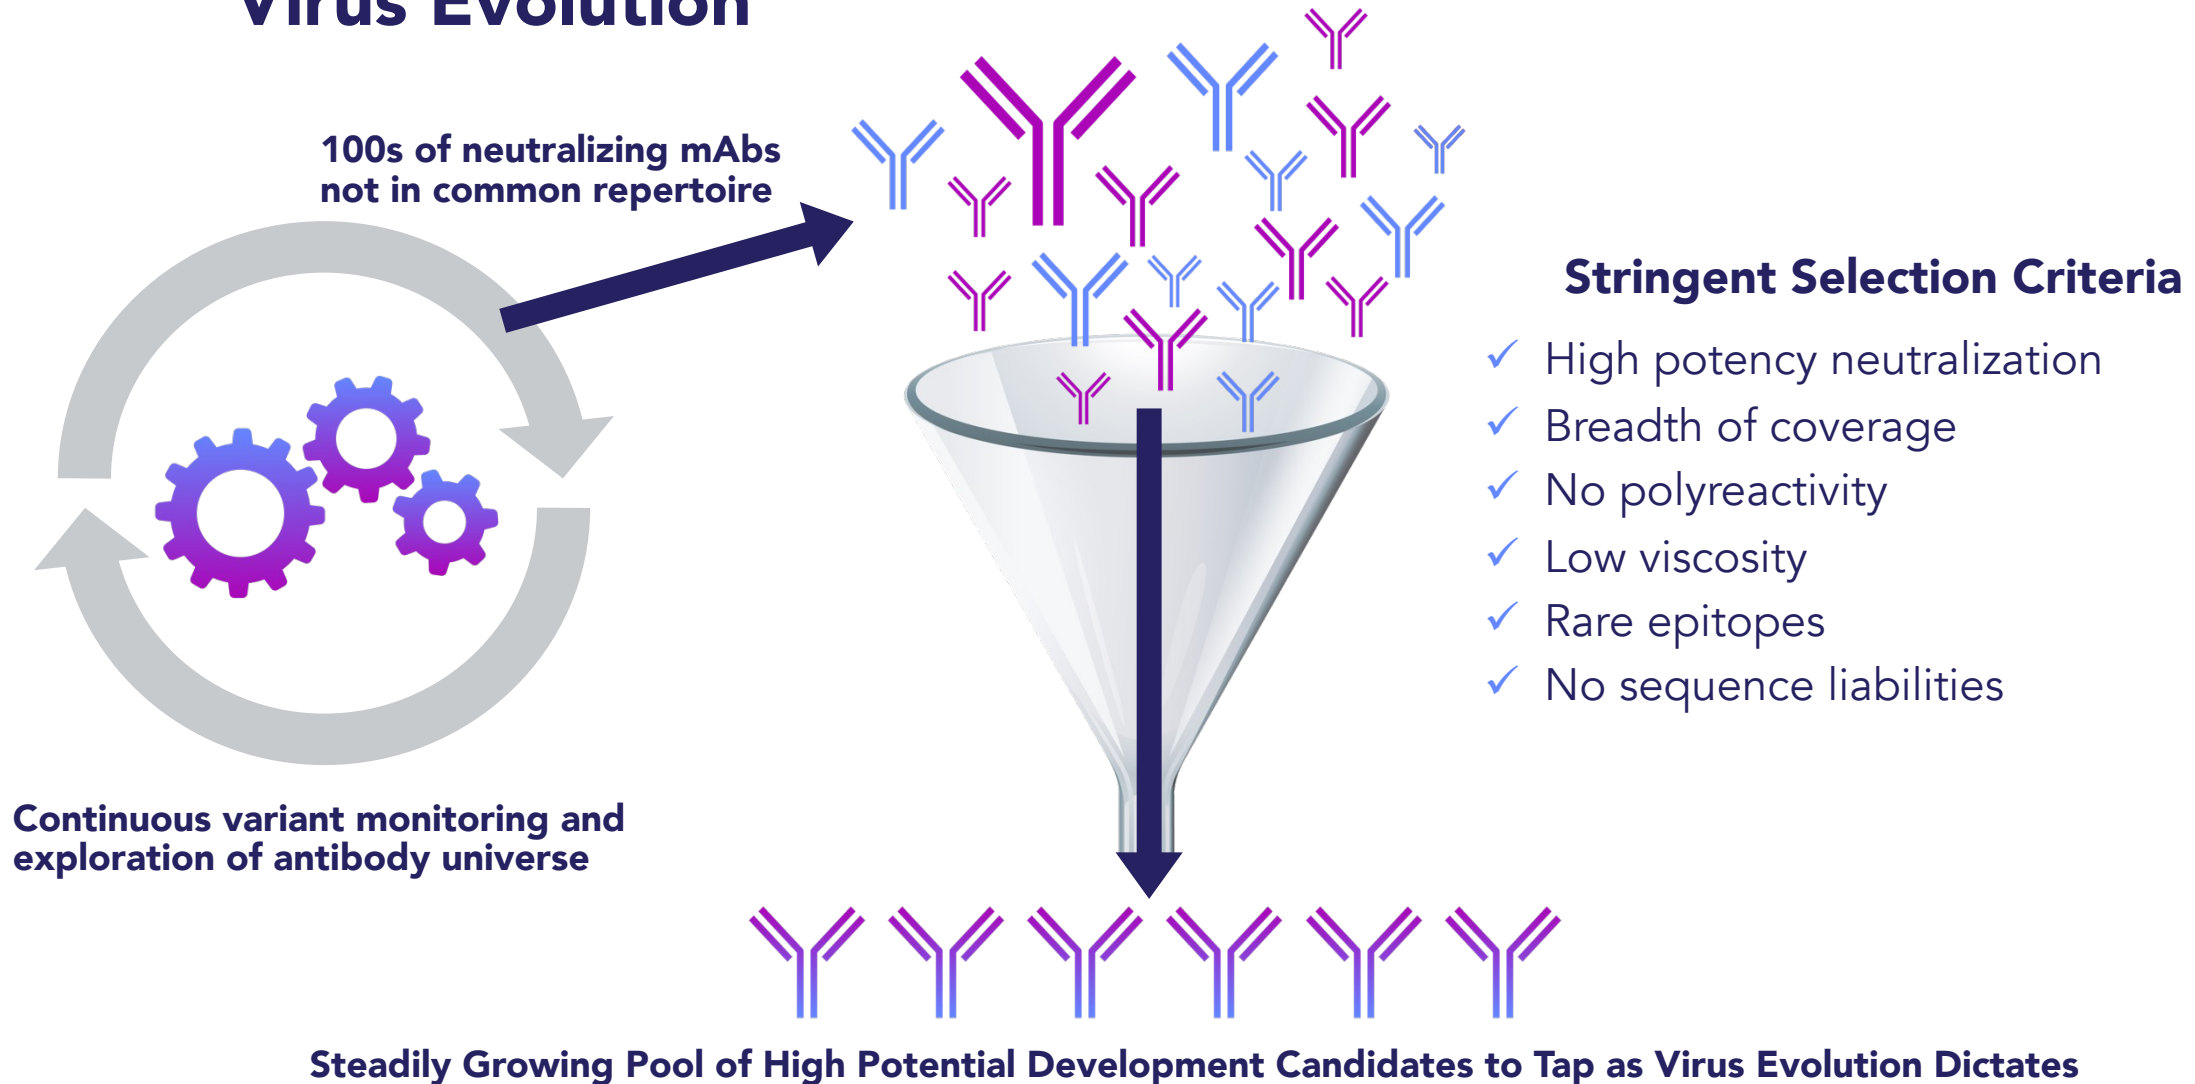 Virus Evolution
100s of neutralizing mAbs
not in common repertoire
Continuous variant monitoring and
exploration of antibody universe
Stringent Selection Criteria
✓ High potency neutralization
✓ Breadth of coverage
✓ No polyreactivity
✓ Low viscosity
✓ Rare epitopes
✓ No sequence liabilities
Steadily Growing Pool of High Potential Development Candidates to Tap as Virus Evolution Dictates